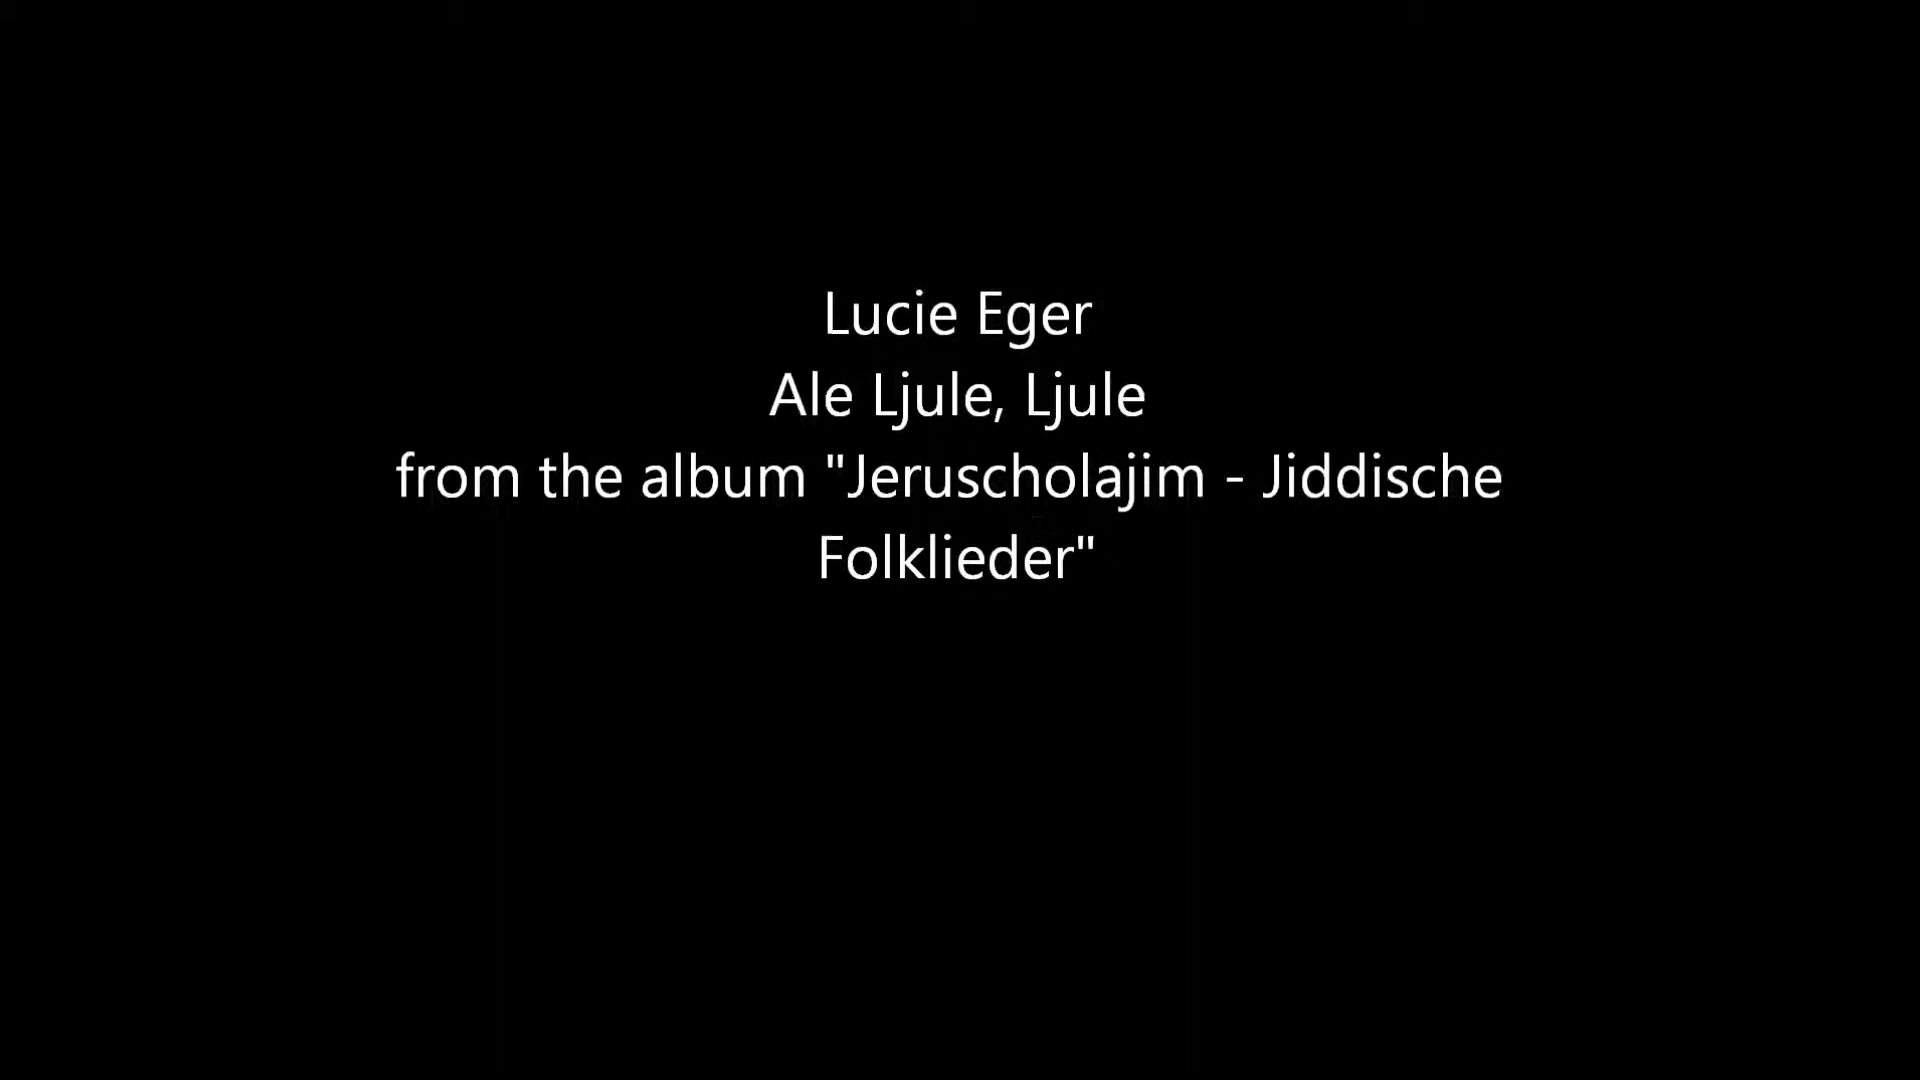 Lucie Eger
Ale Ljule, Ljule
from the album "Jeruscholajim - Jiddische
Folklieder"